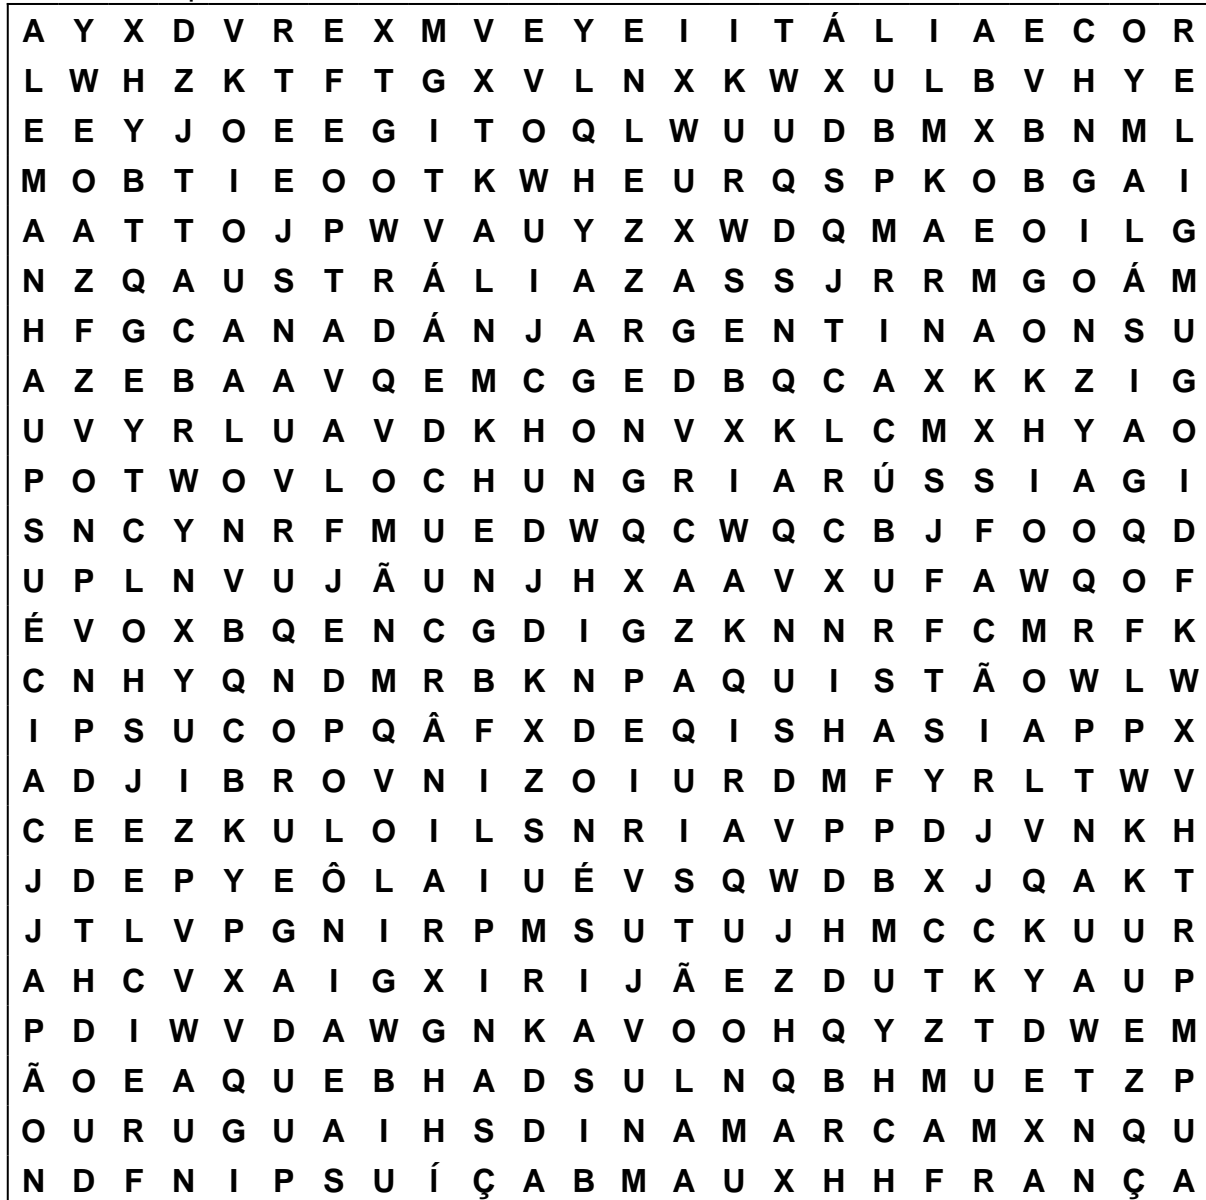 A Y X D V R E X M V E Y E I I T Á L I A E C O R
L W H Z K T F T G X V L N X K W X U L B V H Y E
E E Y J O E E G I T O Q L W U U D B M X B N M L
M O B T I E O O T K W H E U R Q S P K O B G A I
A A T T O J P W V A U Y Z X W D Q M A E O I L G
N Z Q A U S T R Á L I A Z A S S J R R M G O Á M
H F G C A N A D Á N J A R G E N T I N A O N S U
A Z E B A A V Q E M C G E D B Q C A X K K Z I G
U V Y R L U A V D K H O N V X K L C M X H Y A O
P O T W O V L O C H U N G R I A R Ú S S I A G I
S N C Y N R F M U E D W Q C W Q C B J F O O Q D
U P L N V U J Ã U N J H X A A V X U F A W Q O F
É V O X B Q E N C G D I G Z K N N R F C M R F K
C N H Y Q N D M R B K N P A Q U I S T Ã O W L W
I P S U C O P Q Â F X D E Q I S H A S I A P P X
A D J I B R O V N I Z O I U R D M F Y R L T W V
C E E Z K U L O I L S N R I A V P P D J V N K H
J D E P Y E Ô L A I U É V S Q W D B X J Q A K T
J T L V P G N I R P M S U T U J H M C C K U U R
A H C V X A I G X I R I J Ã E Z D U T K Y A U P
P D I W V D A W G N K A V O O H Q Y Z T D W E M
Ã O E A Q U E B H A D S U L N Q B H M U E T Z P
O U R U G U A I H S D I N A M A R C A M X N Q U
N D F N I P S U Í Ç A B M A U X H H F R A N Ç A